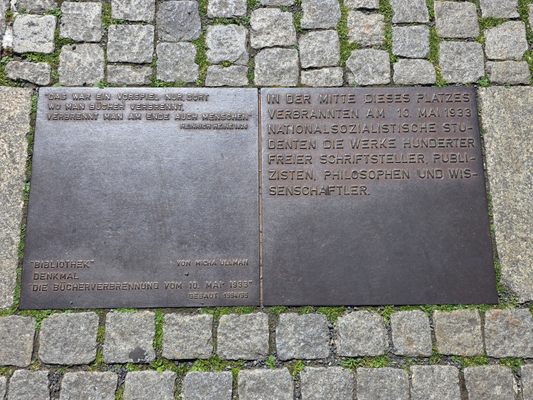 "DAS WAR EIN VORSPIEL NUR, DORT
WO MAN BÜCHER VERBRENNT,
VERBRENNT MAN AM ENDE AUCH MENSCHEN"
HEINRICH HEINE 1820
"BIBLIOTHEK"
VON MICHA ULLMAN
DENKMAL
"DIE BÜCHERVERBRENNUNG VOM 10. MAI 1933"
GEBAUT 1994/95
IN DER MITTE DIESES PLATZES
VERBRANNTEN AM 10. MAI 1933
NATIONALSOZIALISTISCHE STU-
DENTEN DIE WERKE HUNDERTER
FREIER SCHRIFTSTELLER, PUBLI-
ZISTEN, PHILOSOPHEN UND WIS-
SENSCHAFTLER.